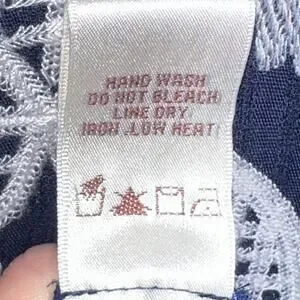 HAND WASH
DO NOT BLEACH
LINE DRY
IRON ,LOW HEAT